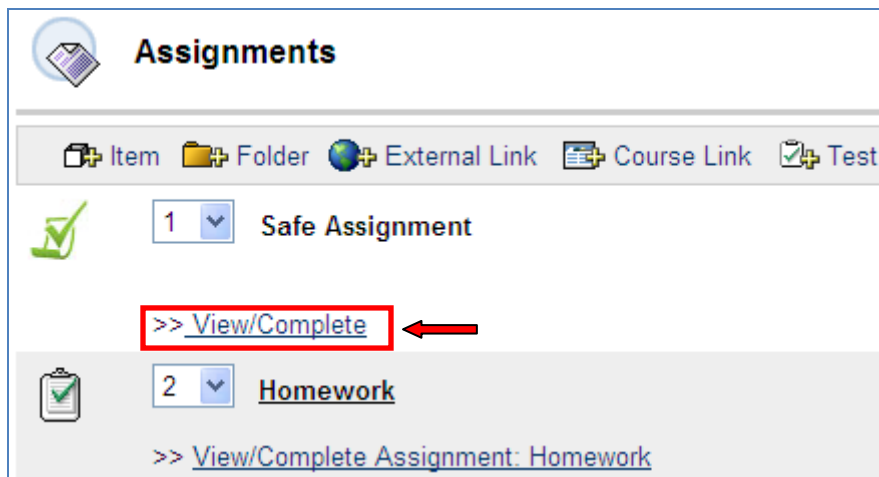 Assignments
Item Folder External Link Course Link Test
1 Safe Assignment
>> View/Complete
2 Homework
>> View/Complete Assignment: Homework